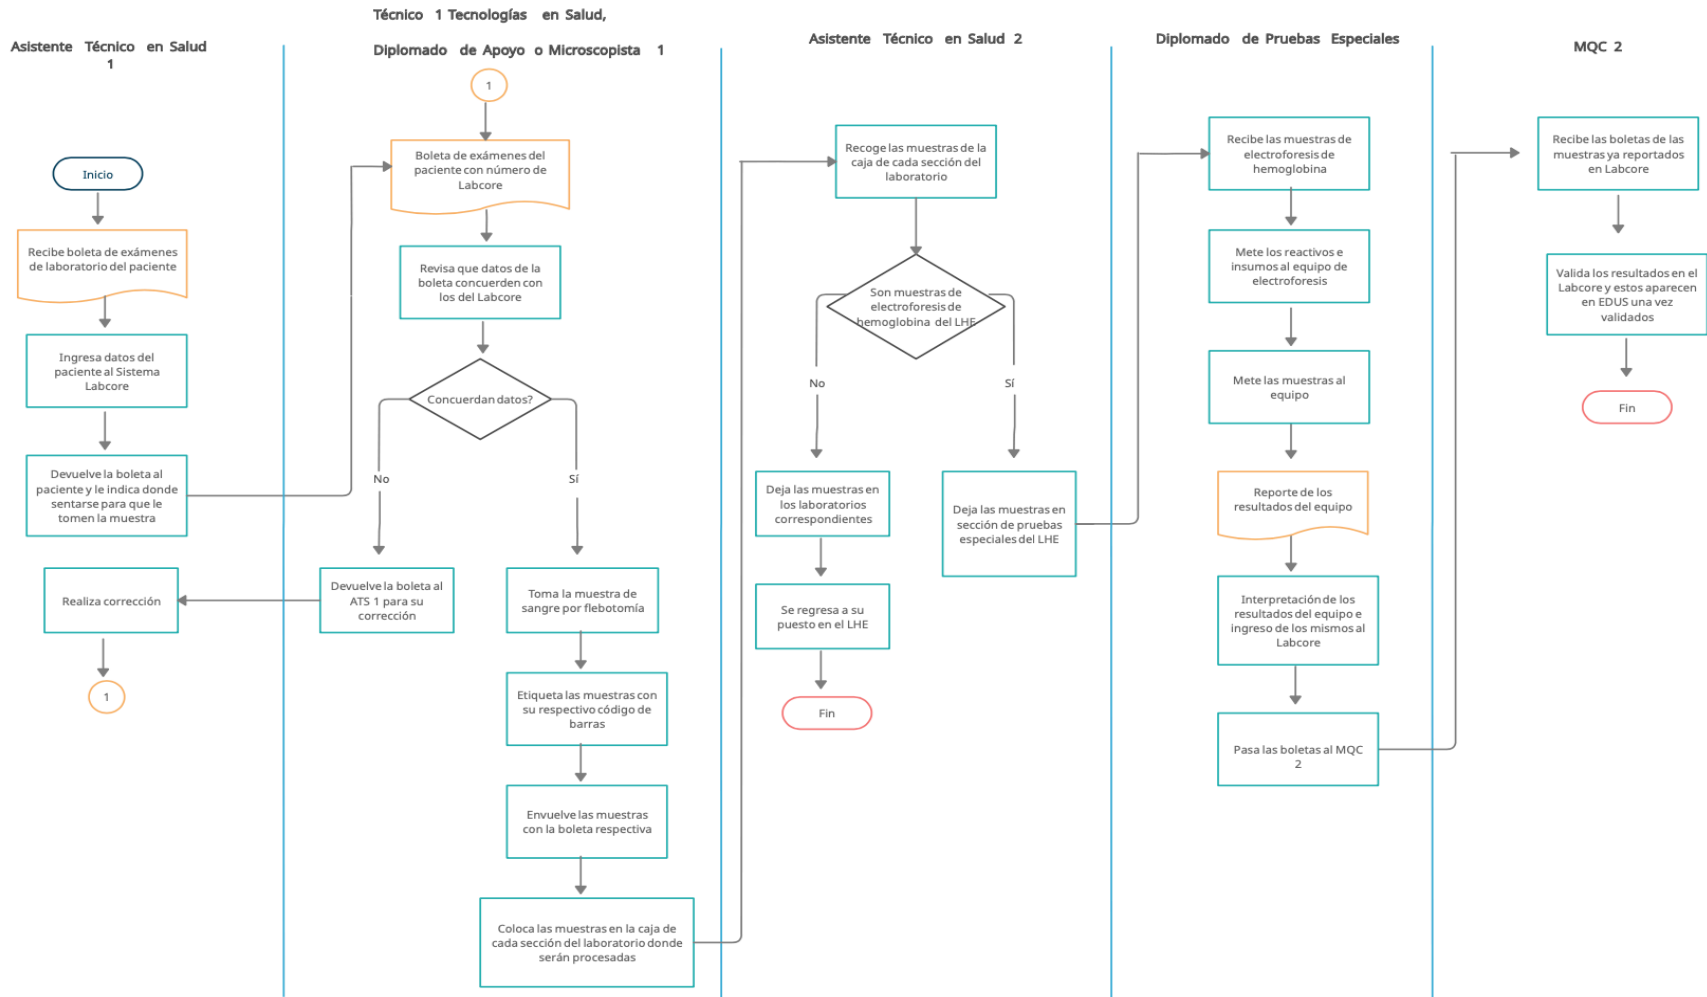 Asistente Técnico en Salud
1
Inicio
Recibe boleta de exámenes
de laboratorio del paciente
Ingresa datos del
paciente al Sistema
Labcore
Devuelve la boleta al
paciente y le indica donde
sentarse para que le
tomen la muestra
Realiza corrección
1
Técnico 1 Tecnologías en Salud,
Diplomado de Apoyo o Microscopista 1
1
Boleta de exámenes del
paciente con número de
Labcore
Revisa que datos de la
boleta concuerden con
los del Labcore
Concuerdan datos?
No
Sí
Devuelve la boleta al
ATS 1 para su
corrección
Toma la muestra de
sangre por flebotomía
Etiqueta las muestras con
su respectivo código de
barras
Envuelve las muestras
con la boleta respectiva
Coloca las muestras en la caja de
cada sección del laboratorio donde
serán procesadas
Asistente Técnico en Salud 2
Recoge las muestras de la
caja de cada sección del
laboratorio
Son muestras de
electroforesis de
hemoglobina del LHE
No
Sí
Deja las muestras en
los laboratorios
correspondientes
Se regresa a su
puesto en el LHE
Fin
Deja las muestras en
sección de pruebas
especiales del LHE
Diplomado de Pruebas Especiales
Recibe las muestras de
electroforesis de
hemoglobina
Mete los reactivos e
insumos al equipo de
electroforesis
Mete las muestras al
equipo
Reporte de los
resultados del equipo
Interpretación de los
resultados del equipo e
ingreso de los mismos al
Labcore
Pasa las boletas al MQC
2
MQC 2
Recibe las boletas de las
muestras ya reportados
en Labcore
Valida los resultados en el
Labcore y estos aparecen
en EDUS una vez
validados
Fin